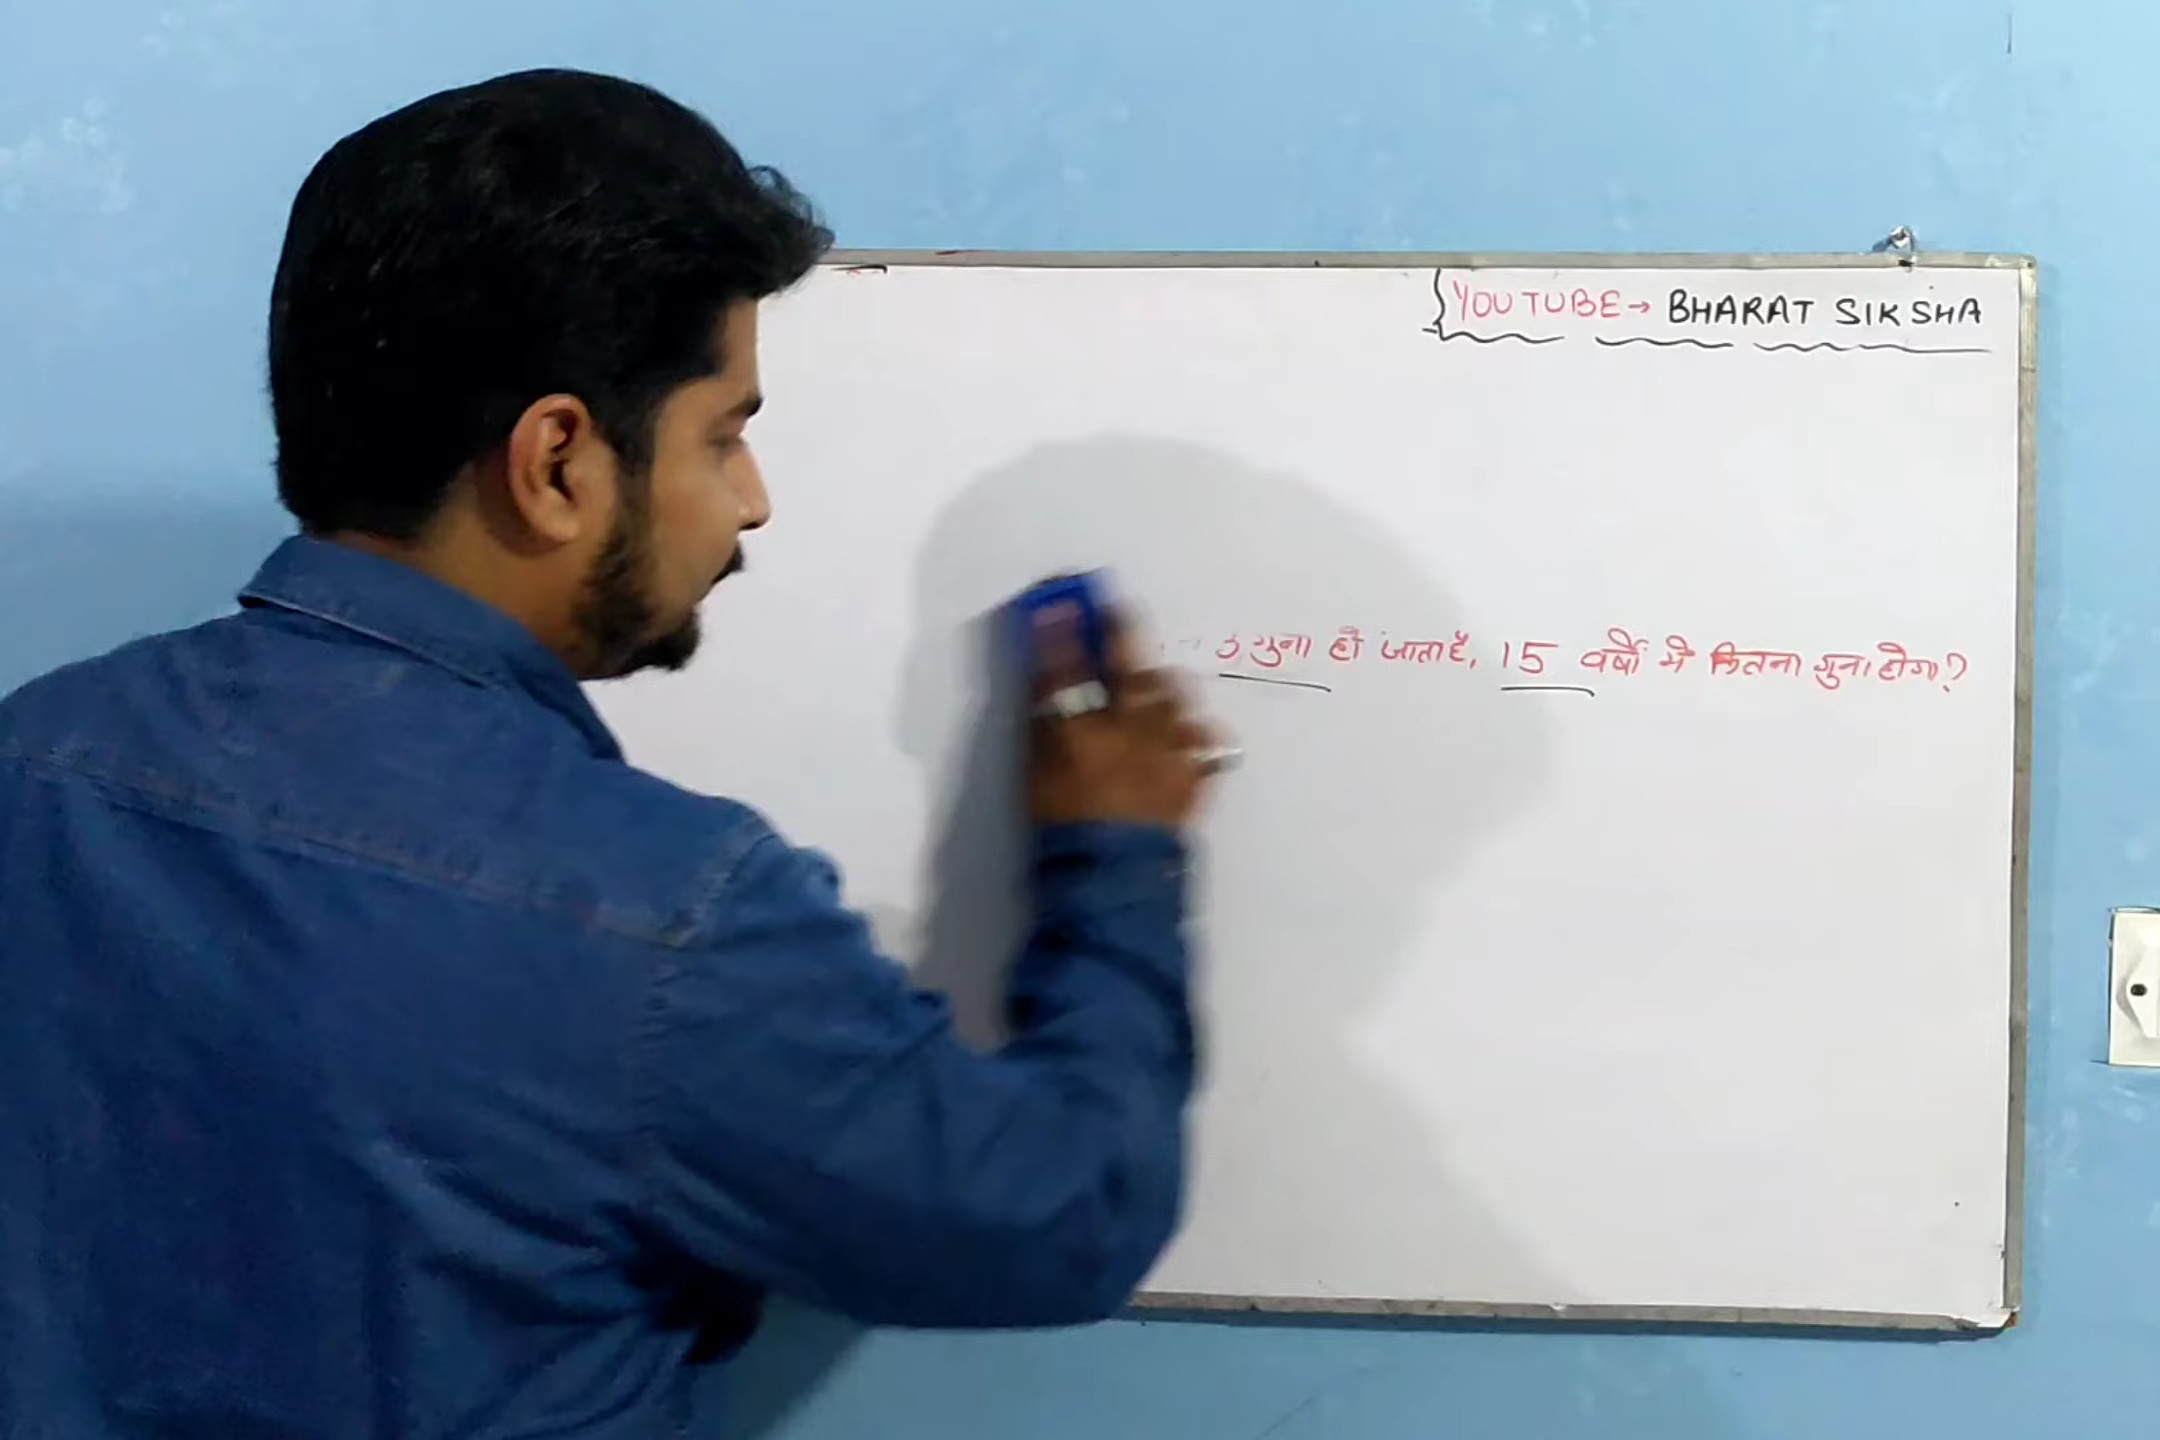 YOUTUBE→ BHARAT SIKSHA
3 गुना हो जाता है, 15 वर्षों में कितना गुना होगा?